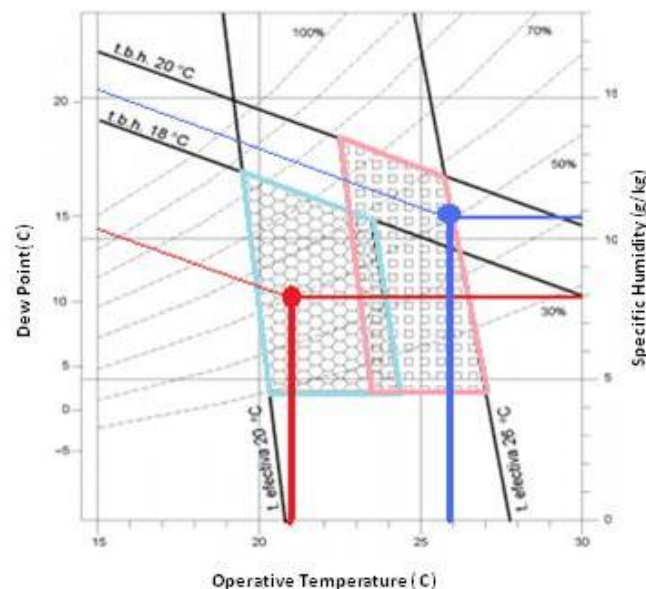 100%
70%
t.b.h. 20 °C
20
15
t.b.h. 18 °C
50%
15
10
10
30%
5
5
0
-5
t. efectiva 20 °C
t. efectiva 26 °C
0
15
20
25
30
Dew Point( C)
Specific Humidity (g/kg)
Operative Temperature ( C)